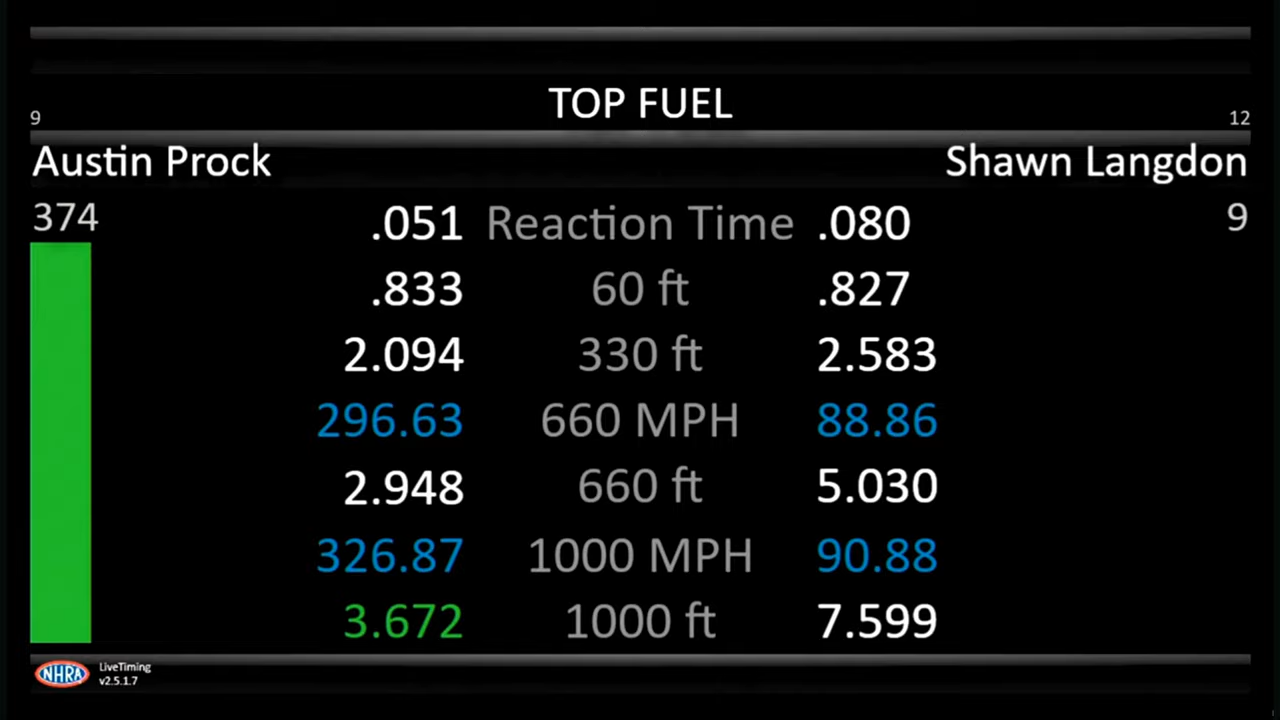 TOP FUEL
9 12
Austin Prock Shawn Langdon
374 .051 Reaction Time .080 9
.833 60 ft .827
2.094 330 ft 2.583
296.63 660 MPH 88.86
2.948 660 ft 5.030
326.87 1000 MPH 90.88
3.672 1000 ft 7.599
NHRA LiveTiming
v2.5.1.7